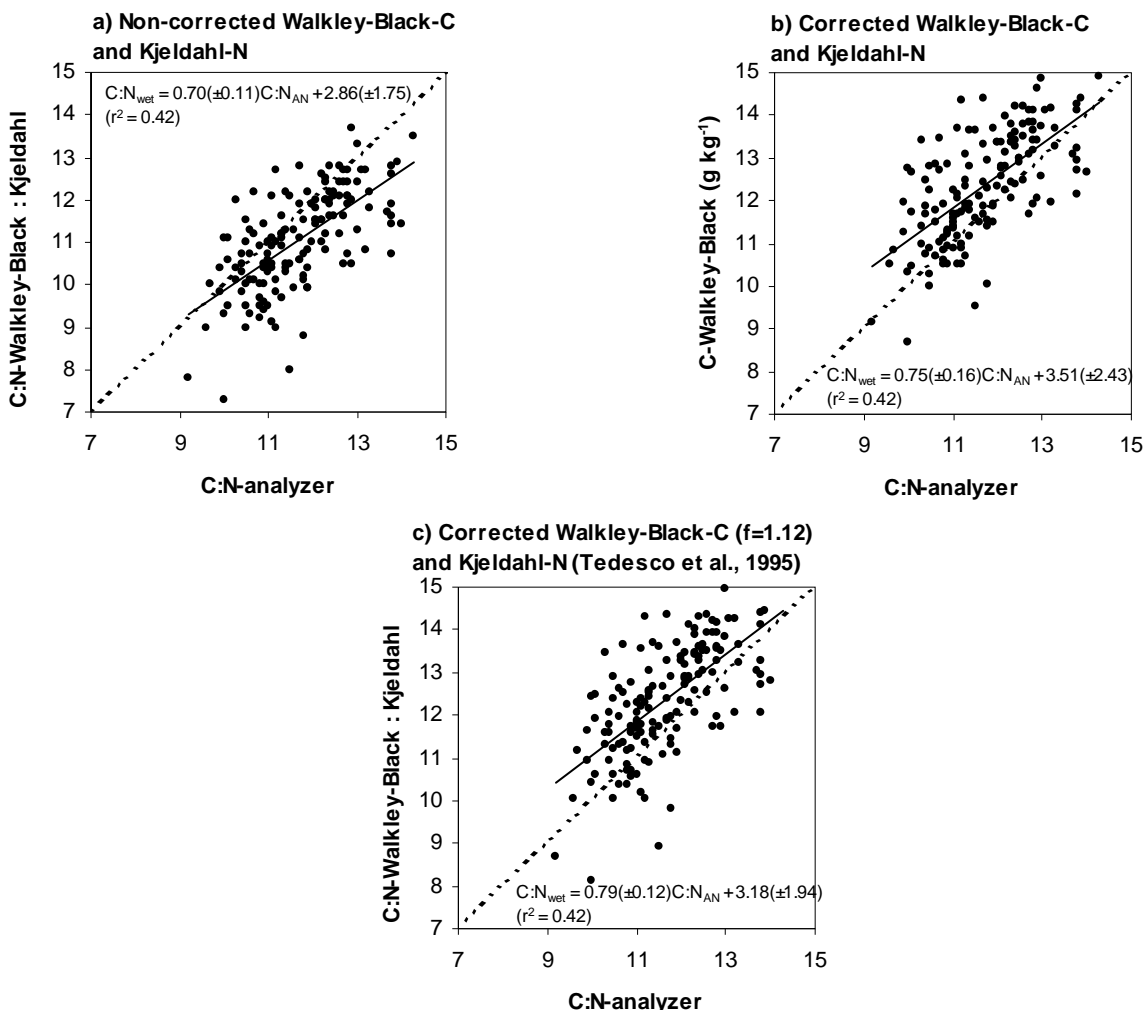 a) Non-corrected Walkley-Black-C
and Kjeldahl-N
15
14
13
12
11
10
9
8
7
C:N-Walkley-Black : Kjeldahl
C:Nwet = 0.70(±0.11)C:NAN +2.86(±1.75)
(r² = 0.42)
7 9 11 13 15
C:N-analyzer
b) Corrected Walkley-Black-C
and Kjeldahl-N
15
14
13
12
11
10
9
8
7
C-Walkley-Black (g kg⁻¹)
C:Nwet = 0.75(±0.16)C:NAN +3.51(±2.43)
(r² = 0.42)
7 9 11 13 15
C:N-analyzer
c) Corrected Walkley-Black-C (f=1.12)
and Kjeldahl-N (Tedesco et al., 1995)
15
14
13
12
11
10
9
8
7
C:N-Walkley-Black : Kjeldahl
C:Nwet = 0.79(±0.12)C:NAN +3.18(±1.94)
(r² = 0.42)
7 9 11 13 15
C:N-analyzer